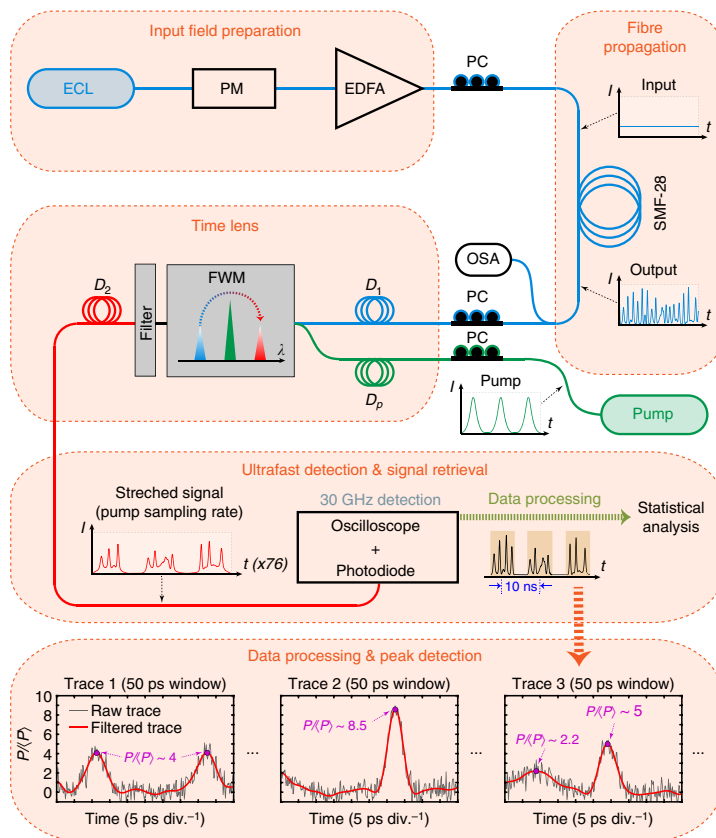 Input field preparation
Fibre
propagation
ECL
PM
EDFA
PC
Input
I
t
SMF-28
Time lens
OSA
Output
I
t
D2
Filter
FWM
λ
D1
PC
PC
Dp
Pump
I
t
Pump
Ultrafast detection & signal retrieval
Streched signal
(pump sampling rate)
I
t (x76)
30 GHz detection
Oscilloscope
+
Photodiode
Data processing
Statistical
analysis
I
t
10 ns
Data processing & peak detection
Trace 1 (50 ps window)
Trace 2 (50 ps window)
Trace 3 (50 ps window)
P/⟨P⟩
10
8
6
4
2
0
Raw trace
Filtered trace
P/⟨P⟩ ~ 4
...
P/⟨P⟩ ~ 8.5
...
P/⟨P⟩ ~ 5
P/⟨P⟩ ~ 2.2
...
Time (5 ps div.⁻¹)
Time (5 ps div.⁻¹)
Time (5 ps div.⁻¹)